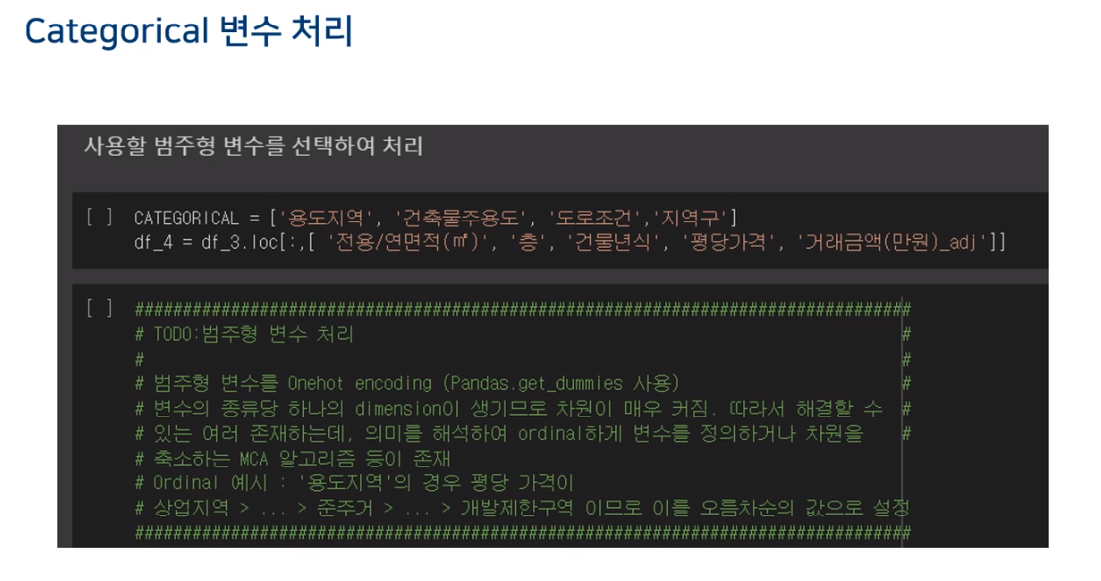 Categorical 변수 처리
사용할 범주형 변수를 선택하여 처리
[ ] CATEGORICAL = ['용도지역', '건축물주용도', '도로조건','지역구']
df_4 = df_3.loc[:,[ '전용/연면적(㎡)', '층', '건물년식', '평당가격', '거래금액(만원)_adj']]
[ ] ################################################################################
# TODO:범주형 변수 처리 #
# #
# 범주형 변수를 Onehot encoding (Pandas.get_dummies 사용) #
# 변수의 종류당 하나의 dimension이 생기므로 차원이 매우 커짐. 따라서 해결할 수 #
# 있는 여러 존재하는데, 의미를 해석하여 ordinal하게 변수를 정의하거나 차원을 #
# 축소하는 MCA 알고리즘 등이 존재
# Ordinal 예시 : '용도지역'의 경우 평당 가격이
# 상업지역 > ... > 준주거 > ... > 개발제한구역 이므로 이를 오름차순의 값으로 설정
################################################################################